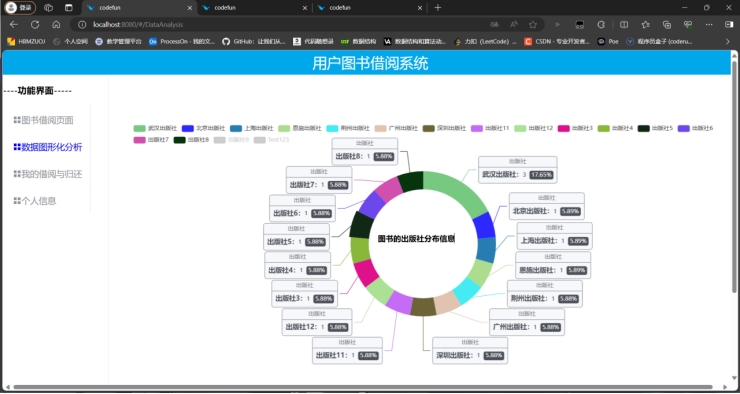 登录
codefun
codefun
codefun
localhost:8080/#/DataAnalysis
HBMZUOJ 个人空间 教学管理平台 ProcessOn - 我的文... GitHub：让我们从... 代码随想录 数据结构 数据结构和算法动... 力扣（LeetCode）... CSDN - 专业开发者... Poe 程序员盒子 (coderu...
用户图书借阅系统
----功能界面-----
图书借阅页面
数据图形化分析
我的借阅与归还
个人信息
武汉出版社 北京出版社 上海出版社 恩施出版社 荆州出版社 广州出版社 深圳出版社 出版社11 出版社12 出版社3 出版社4 出版社5 出版社6
出版社7 出版社8 出版社9 test123
出版社
出版社8： 1 5.88%
出版社
武汉出版社： 3 17.65%
出版社
出版社7： 1 5.88%
出版社
北京出版社： 1 5.89%
出版社
出版社6： 1 5.88%
出版社
上海出版社： 1 5.89%
出版社
出版社5： 1 5.88%
图书的出版社分布信息
出版社
恩施出版社： 1 5.89%
出版社
出版社4： 1 5.88%
出版社
荆州出版社： 1 5.88%
出版社
出版社3： 1 5.88%
出版社
广州出版社： 1 5.88%
出版社
出版社12： 1 5.88%
出版社
深圳出版社： 1 5.88%
出版社
出版社11： 1 5.88%